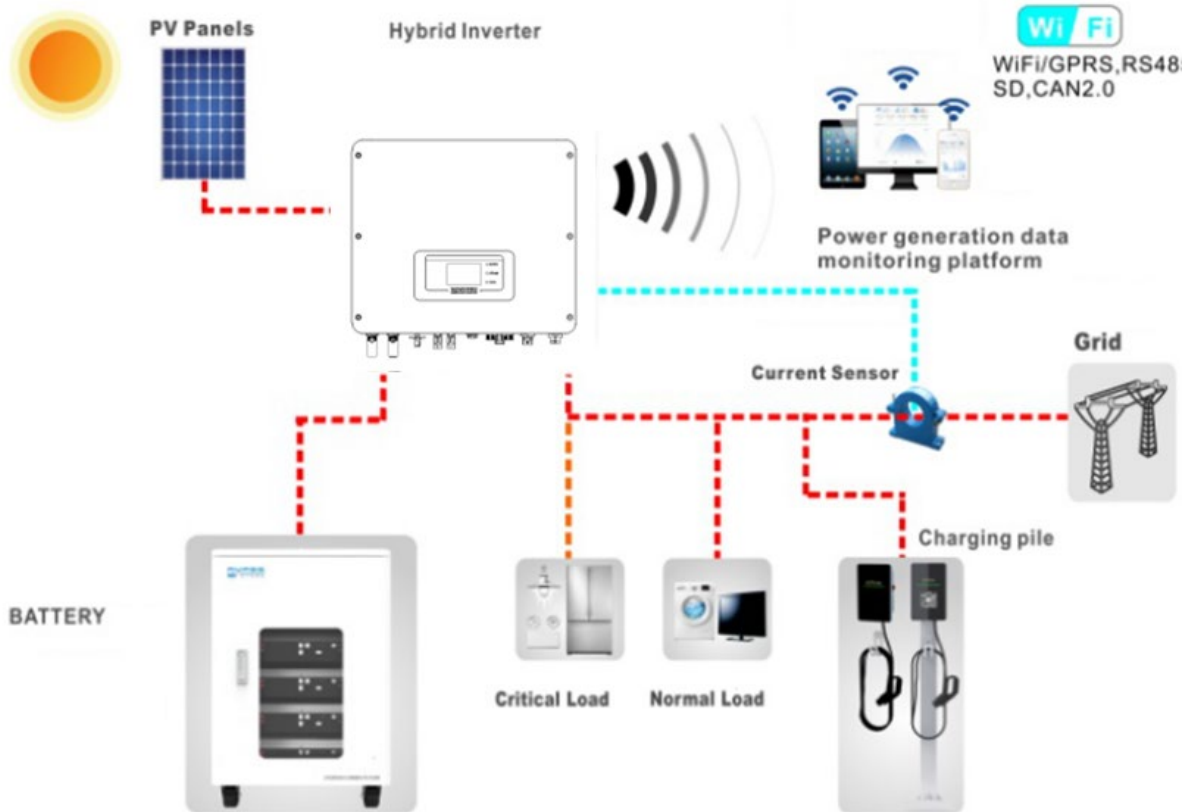 PV Panels
Hybrid Inverter
Wi Fi
WiFi/GPRS,RS485
SD,CAN2.0
Power generation data
monitoring platform
Grid
Current Sensor
Charging pile
BATTERY
Critical Load
Normal Load